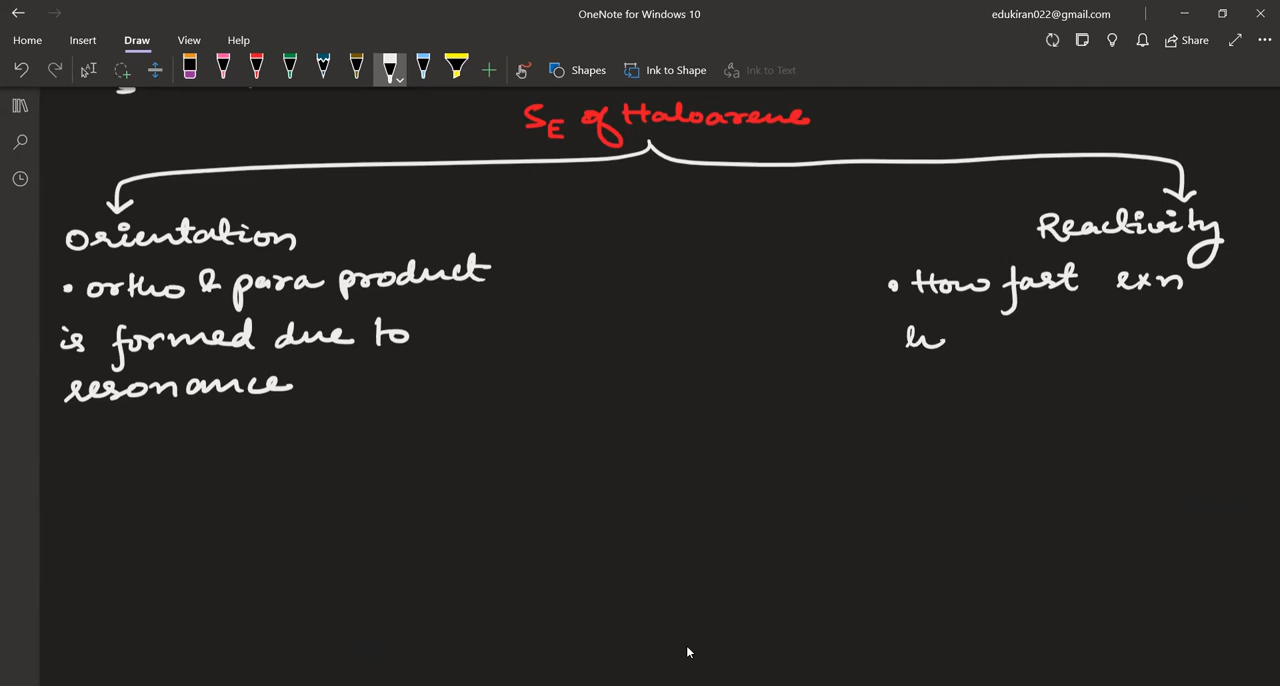 OneNote for Windows 10
edukiran022@gmail.com
Home Insert Draw View Help
Share
Shapes Ink to Shape Ink to Text
SE of Haloarene
Orientation
• ortho & para product
is formed due to
resonance
Reactivity
• How fast rxn